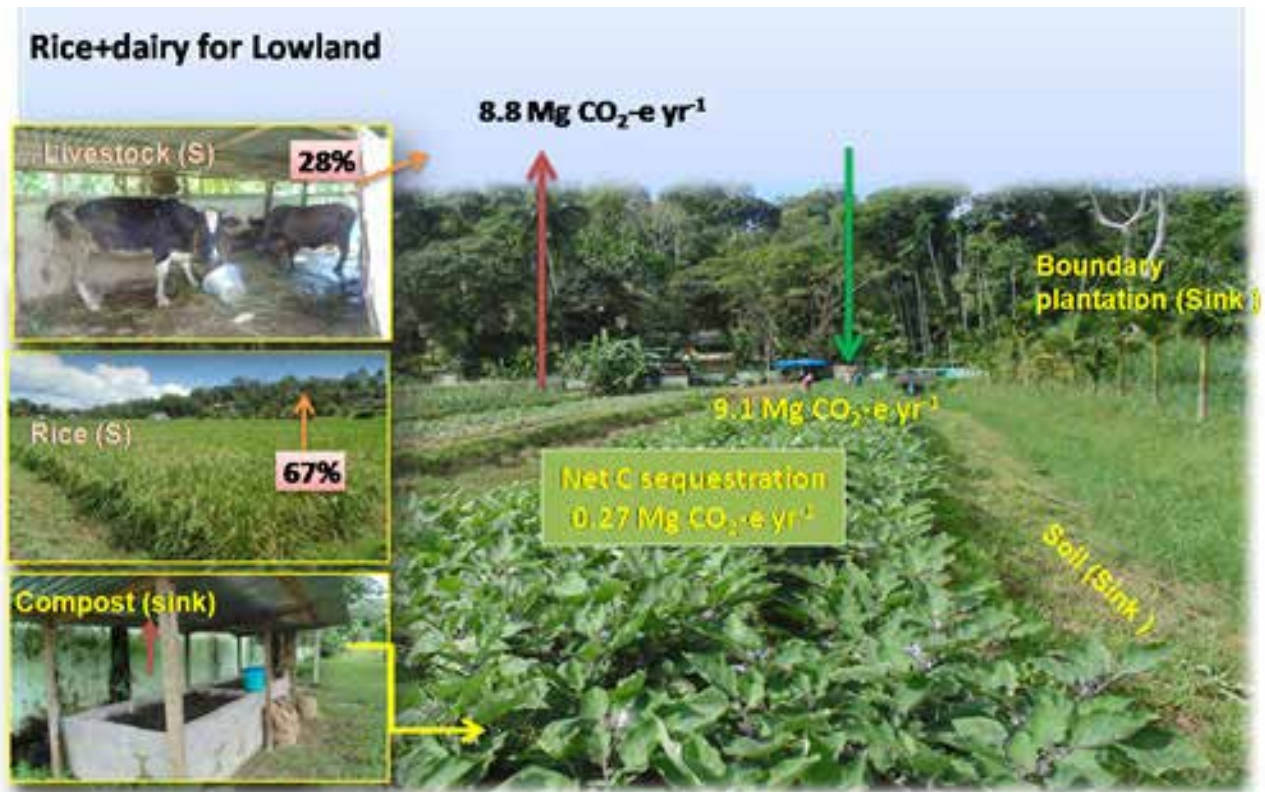 Rice+dairy for Lowland
8.8 Mg CO₂-e yr⁻¹
Livestock (S)
28%
Boundary
plantation (Sink )
Rice (S)
67%
9.1 Mg CO₂-e yr⁻¹
Net C sequestration
0.27 Mg CO₂-e yr⁻¹
Soil (Sink )
Compost (sink)